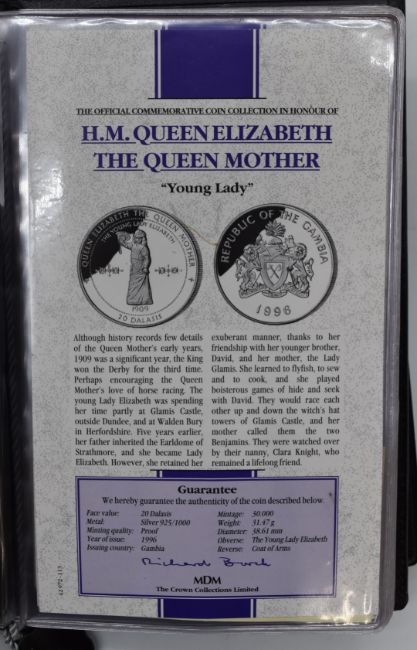 THE OFFICIAL COMMEMORATIVE COIN COLLECTION IN HONOUR OF
H.M. QUEEN ELIZABETH
THE QUEEN MOTHER
“Young Lady”
QUEEN ELIZABETH THE QUEEN MOTHER
THE YOUNG LADY ELIZABETH
1909
20 DALASIS
REPUBLIC OF THE GAMBIA
1996
Although history records few details
of the Queen Mother's early years,
1909 was a significant year, the King
won the Derby for the third time.
Perhaps encouraging the Queen
Mother's love of horse racing. The
young Lady Elizabeth was spending
her time partly at Glamis Castle,
outside Dundee, and at Walden Bury
in Herfordshire. Five years earlier,
her father inherited the Earldome of
Strathmore, and she became Lady
Elizabeth. However, she retained her
exuberant manner, thanks to her
friendship with her younger brother,
David, and her mother, the Lady
Glamis. She learned to flyfish, to sew
and to cook, and she played
boisterous games of hide and seek
with David. They would race each
other up and down the witch's hat
towers of Glamis Castle, and her
mother called them the two
Benjamins. They were watched over
by their nanny, Clara Knight, who
remained a lifelong friend.
Guarantee
We hereby guarantee the authenticity of the coin described below.
Face value: 20 Dalasis
Metal: Silver 925/1000
Minting quality: Proof
Year of issue: 1996
Issuing country: Gambia
Mintage: 30.000
Weight: 31.47 g
Diameter: 38.61 mm
Obverse: The Young Lady Elizabeth
Reverse: Coat of Arms
MDM
The Crown Collections Limited